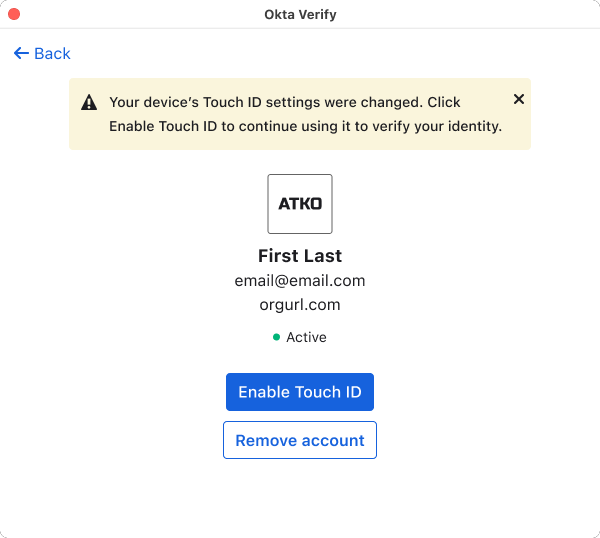 Okta Verify
Back
Your device’s Touch ID settings were changed. Click
Enable Touch ID to continue using it to verify your identity.
ATKO
First Last
email@email.com
orgurl.com
Active
Enable Touch ID
Remove account